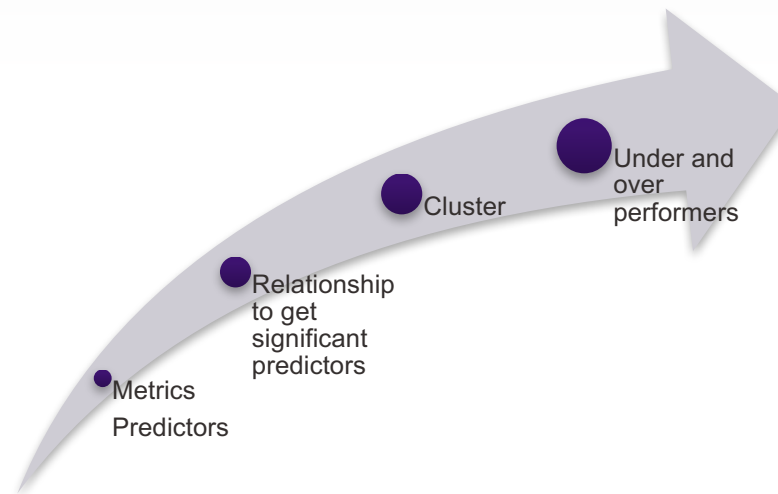 Metrics
Predictors
Relationship
to get
significant
predictors
Cluster
Under and
over
performers